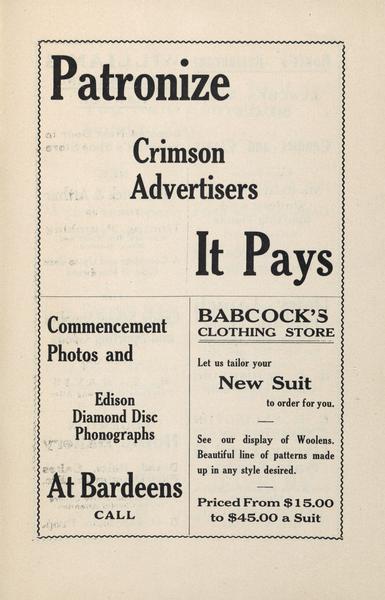 Patronize
Crimson
Advertisers
It Pays
Commencement
Photos and
Edison
Diamond Disc
Phonographs
At Bardeens
CALL
BABCOCK'S
CLOTHING STORE
Let us tailor your
New Suit
to order for you.
See our display of Woolens.
Beautiful line of patterns made
up in any style desired.
Priced From $15.00
to $45.00 a Suit